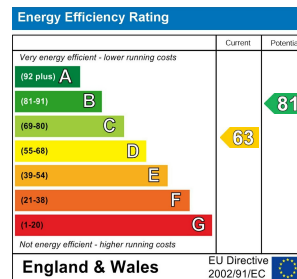 Energy Efficiency Rating
Current Potentia
Very energy efficient - lower running costs
(92 plus) A
(81-91) B
(69-80) C
(55-68) D
(39-54) E
(21-38) F
(1-20) G
63
81
Not energy efficient - higher running costs
England & Wales
EU Directive
2002/91/EC